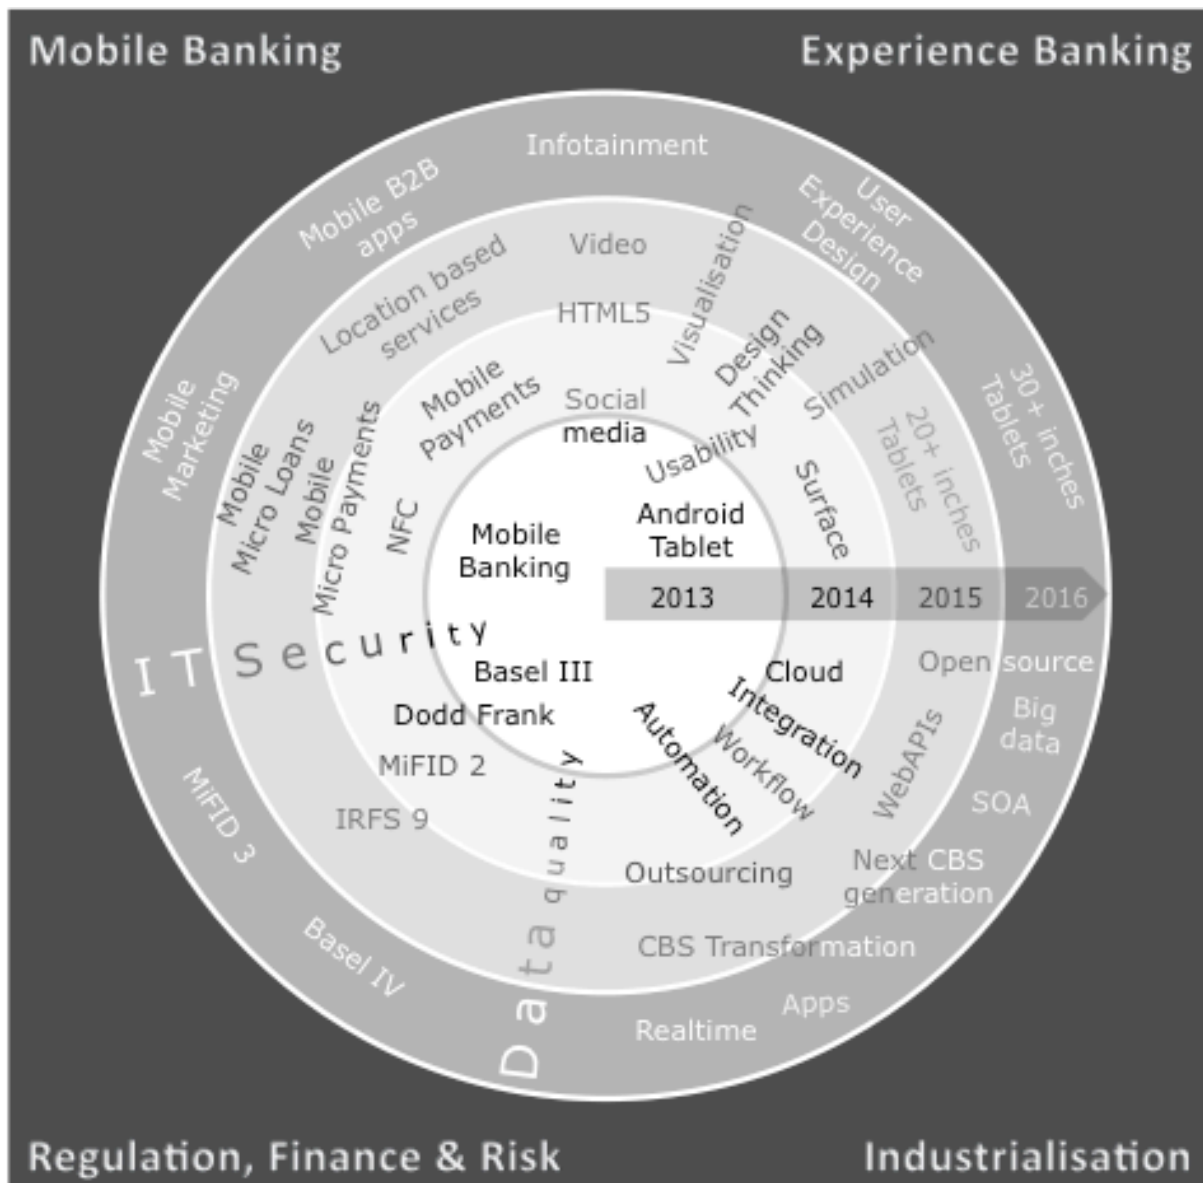 Mobile Banking
Experience Banking
Infotainment
Mobile B2B
apps
User
Experience
Design
Location based
services
Video
Visualisation
HTML5
Design
Thinking
Simulation
30+ inches
Tablets
Mobile
Marketing
Mobile
Payments
Social
media
Usability
20+ inches
Tablets
Mobile
Micro Loans
Mobile
Micro Payments
NFC
Surface
Mobile
Banking
Android
Tablet
2013
2014
2015
2016
IT Security
Basel III
Cloud
Open source
Dodd Frank
Integration
Big
data
MiFID 2
Automation
Workflow
WebAPIs
SOA
MiFID 3
IRFS 9
Data quality
Outsourcing
Next CBS
generation
Basel IV
CBS Transformation
Apps
Realtime
Regulation, Finance & Risk
Industrialisation